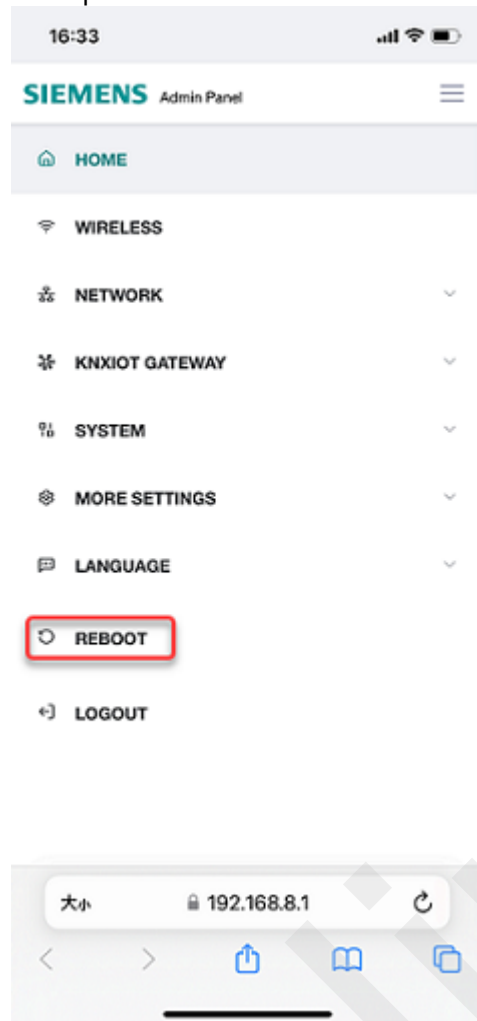 16:33
SIEMENS Admin Panel
HOME
WIRELESS
NETWORK
KNXIOT GATEWAY
SYSTEM
MORE SETTINGS
LANGUAGE
REBOOT
LOGOUT
大小 192.168.8.1